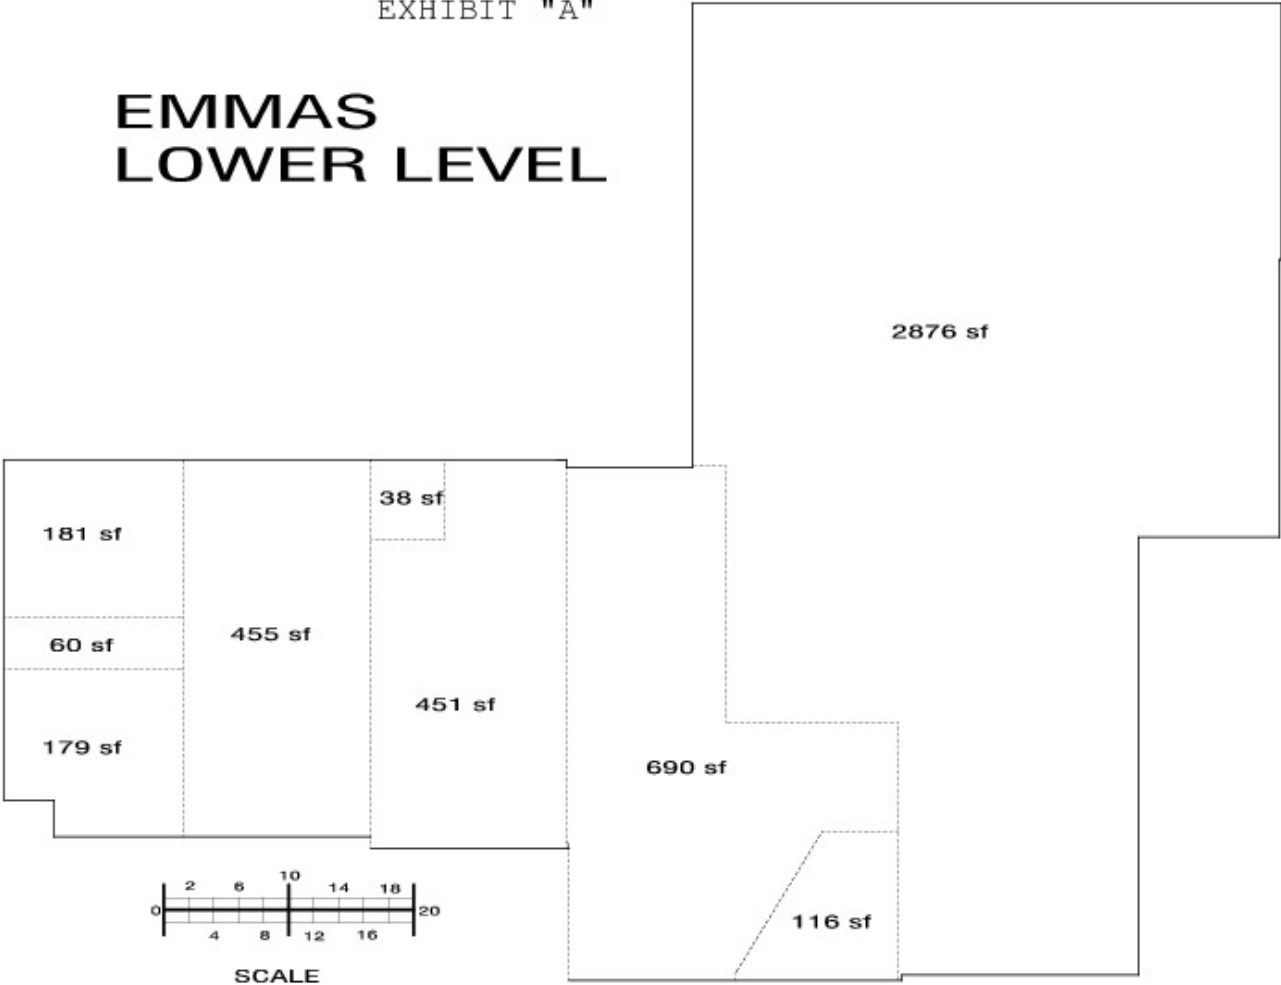 EXHIBIT "A"
EMMAS
LOWER LEVEL
2876 sf
38 sf
181 sf
455 sf
60 sf
451 sf
179 sf
690 sf
116 sf
10
2 6 14 18
0 20
4 8 12 16
SCALE